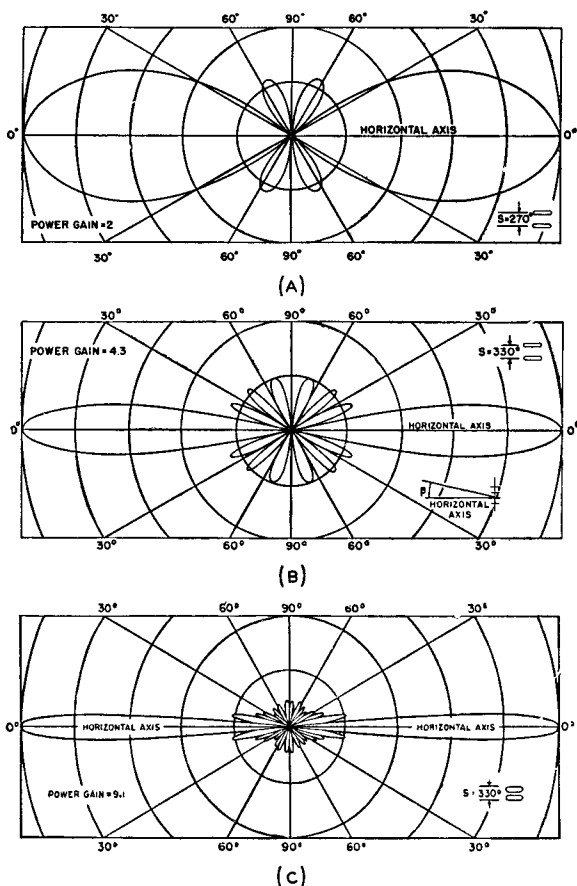 30° 60° 90° 60° 30°
0° HORIZONTAL AXIS 0°
POWER GAIN = 2 S=270°
30° 60° 90° 60° 30°
(A)
30° 60° 90° 60° 30°
POWER GAIN = 4.3 S=330°
0° HORIZONTAL AXIS 0°
β
HORIZONTAL
AXIS
30° 60° 90° 60° 30°
(B)
30° 60° 90° 60° 30°
0° HORIZONTAL AXIS HORIZONTAL AXIS 0°
POWER GAIN = 9.1 S = 330°
30° 60° 90° 60° 30°
(C)